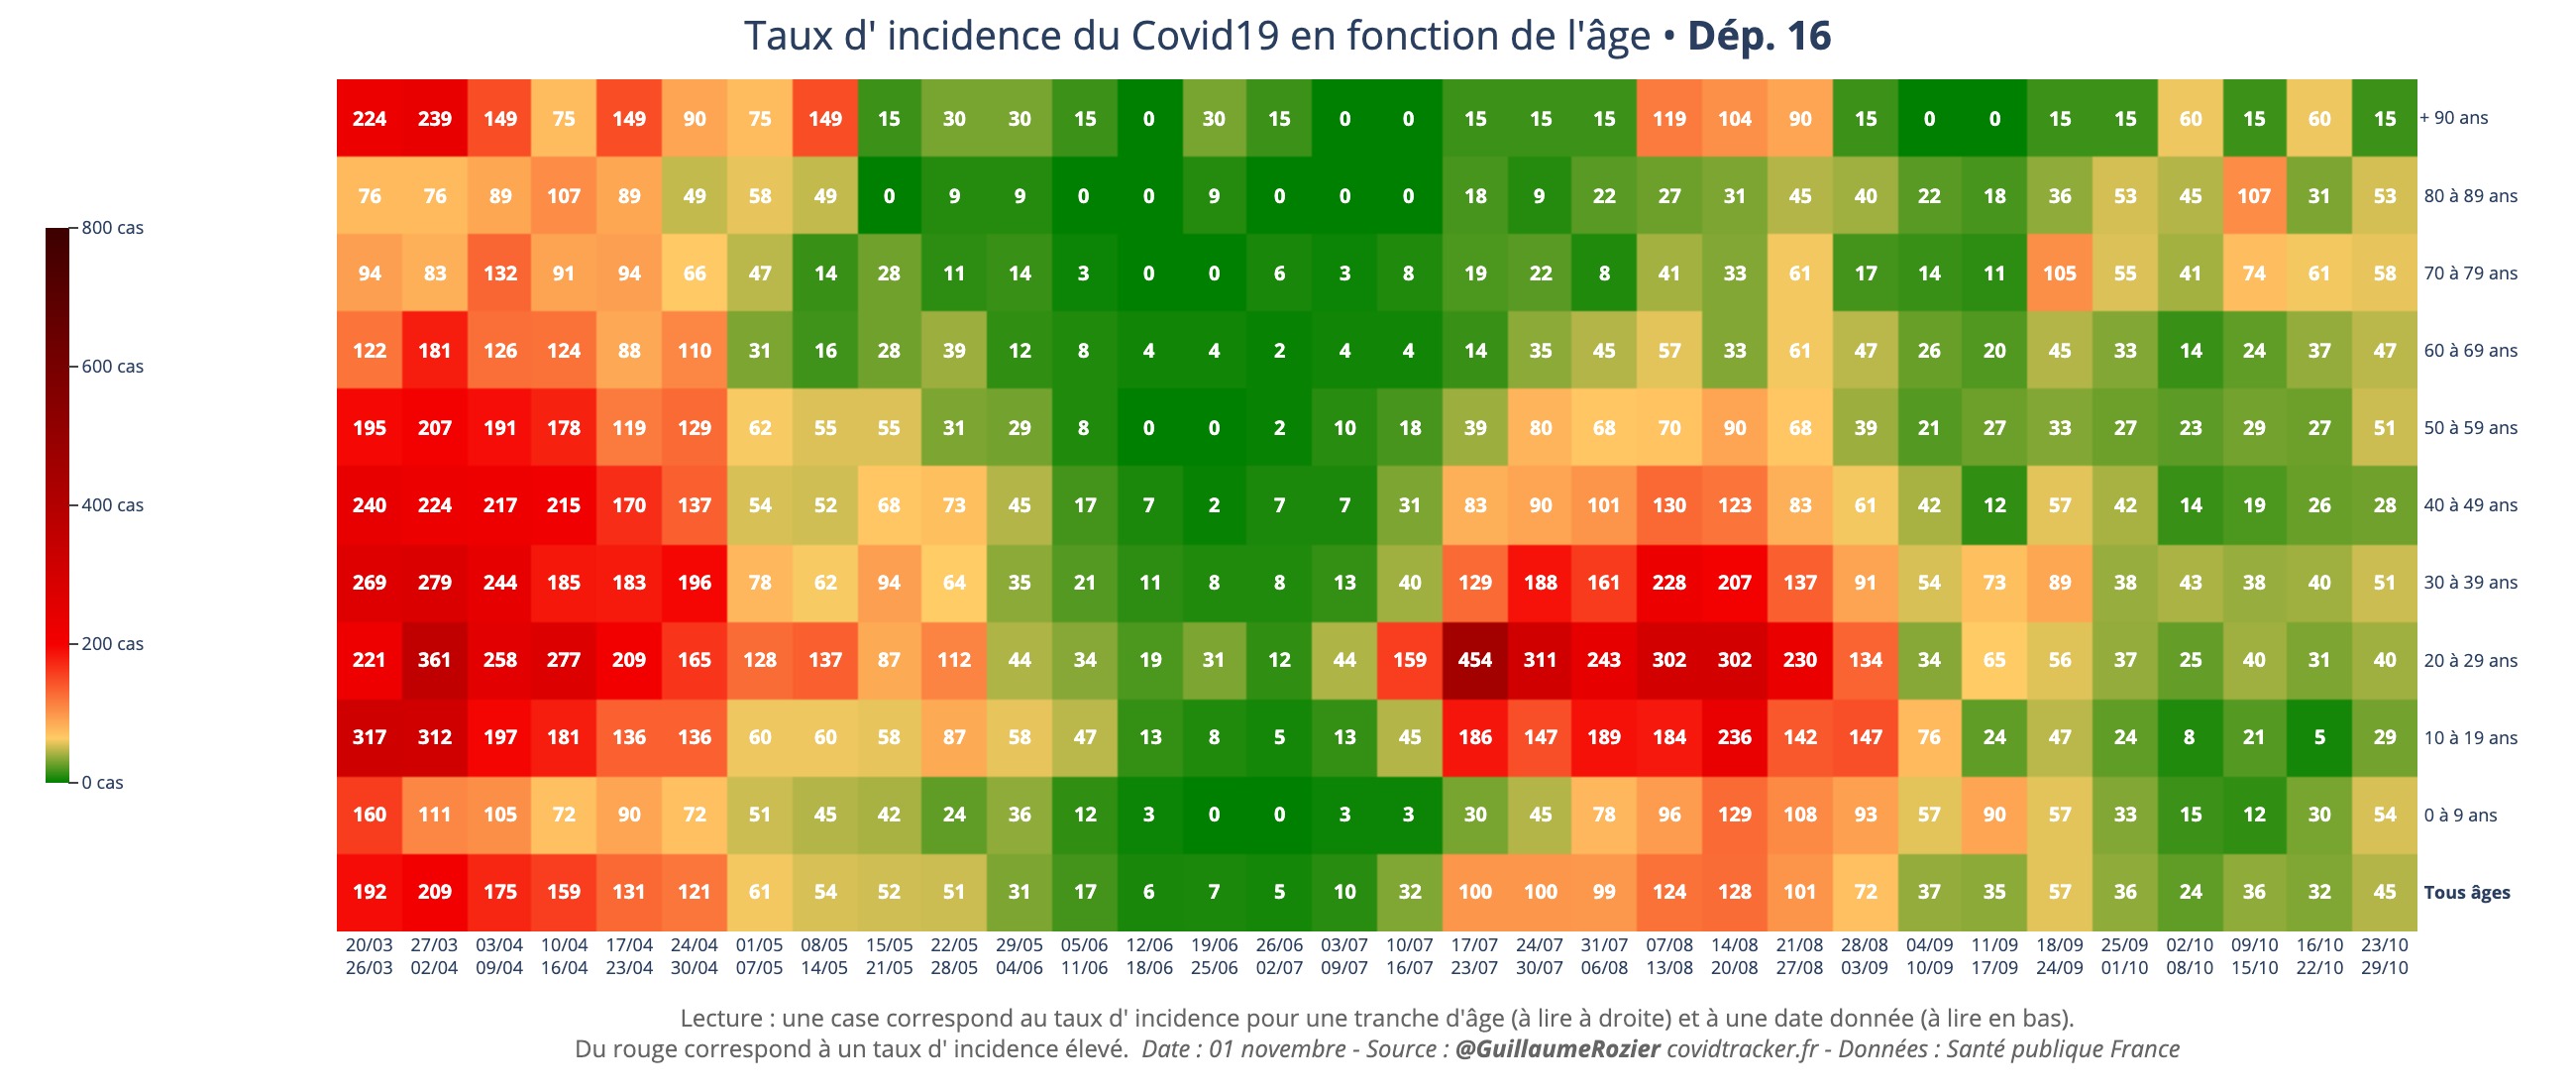 Taux d' incidence du Covid19 en fonction de l'âge • Dép. 16
800 cas
600 cas
400 cas
200 cas
0 cas
224 239 149 75 149 90 75 149 15 30 30 15 0 30 15 0 0 15 15 15 119 104 90 15 0 0 15 15 60 15 60 15 + 90 ans
76 76 89 107 89 49 58 49 0 9 9 0 0 9 0 0 0 18 9 22 27 31 45 40 22 18 36 53 45 107 31 53 80 à 89 ans
94 83 132 91 94 66 47 14 28 11 14 3 0 0 6 3 8 19 22 8 41 33 61 17 14 11 105 55 41 74 61 58 70 à 79 ans
122 181 126 124 88 110 31 16 28 39 12 8 4 4 2 4 4 14 35 45 57 33 61 47 26 20 45 33 14 24 37 47 60 à 69 ans
195 207 191 178 119 129 62 55 55 31 29 8 0 0 2 10 18 39 80 68 70 90 68 39 21 27 33 27 23 29 27 51 50 à 59 ans
240 224 217 215 170 137 54 52 68 73 45 17 7 2 7 7 31 83 90 101 130 123 83 61 42 12 57 42 14 19 26 28 40 à 49 ans
269 279 244 185 183 196 78 62 94 64 35 21 11 8 8 13 40 129 188 161 228 207 137 91 54 73 89 38 43 38 40 51 30 à 39 ans
221 361 258 277 209 165 128 137 87 112 44 34 19 31 12 44 159 454 311 243 302 302 230 134 34 65 56 37 25 40 31 40 20 à 29 ans
317 312 197 181 136 136 60 60 58 87 58 47 13 8 5 13 45 186 147 189 184 236 142 147 76 24 47 24 8 21 5 29 10 à 19 ans
160 111 105 72 90 72 51 45 42 24 36 12 3 0 0 3 3 30 45 78 96 129 108 93 57 90 57 33 15 12 30 54 0 à 9 ans
192 209 175 159 131 121 61 54 52 51 31 17 6 7 5 10 32 100 100 99 124 128 101 72 37 35 57 36 24 36 32 45 Tous âges
20/03 27/03 03/04 10/04 17/04 24/04 01/05 08/05 15/05 22/05 29/05 05/06 12/06 19/06 26/06 03/07 10/07 17/07 24/07 31/07 07/08 14/08 21/08 28/08 04/09 11/09 18/09 25/09 02/10 09/10 16/10 23/10
26/03 02/04 09/04 16/04 23/04 30/04 07/05 14/05 21/05 28/05 04/06 11/06 18/06 25/06 02/07 09/07 16/07 23/07 30/07 06/08 13/08 20/08 27/08 03/09 10/09 17/09 24/09 01/10 08/10 15/10 22/10 29/10
Lecture : une case correspond au taux d' incidence pour une tranche d'âge (à lire à droite) et à une date donnée (à lire en bas).
Du rouge correspond à un taux d' incidence élevé. Date : 01 novembre - Source : @GuillaumeRozier covidtracker.fr - Données : Santé publique France